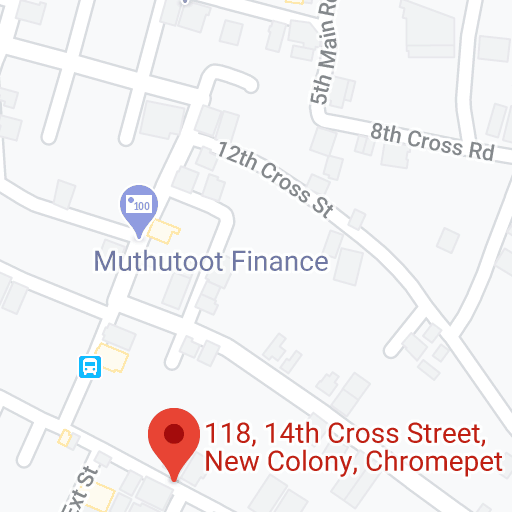 5th Main Rd
8th Cross Rd
12th Cross St
100
Muthutoot Finance
118, 14th Cross Street,
New Colony, Chromepet
Ext St